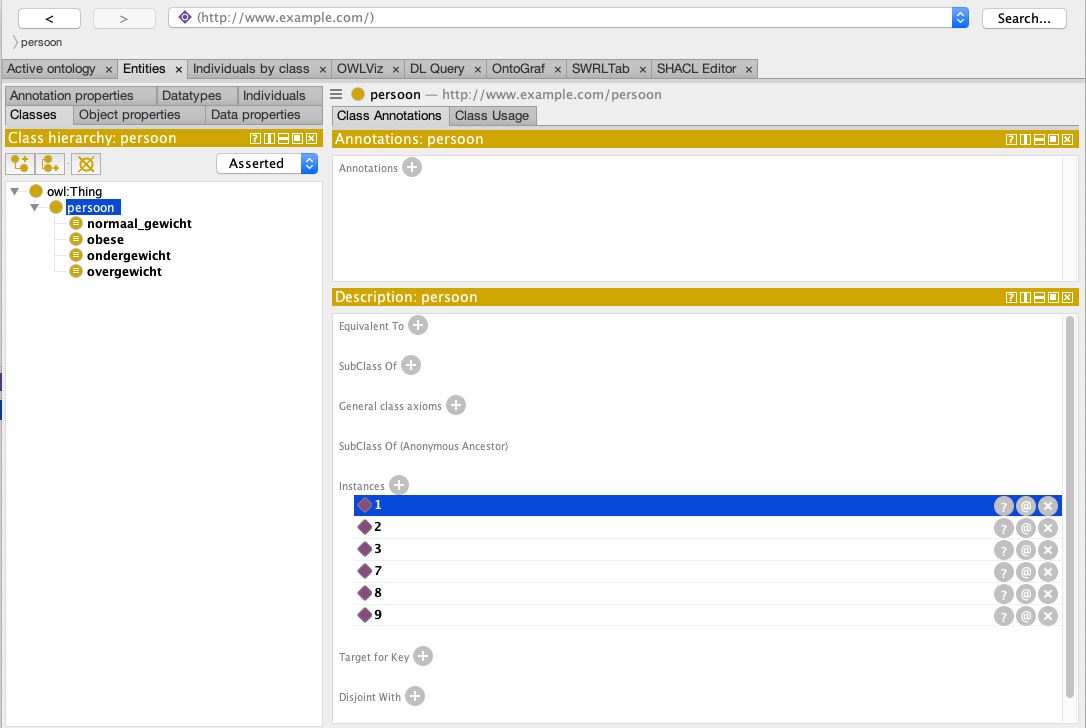 < > (http://www.example.com/) Search...
persoon
Active ontology × Entities × Individuals by class × OWLViz × DL Query × OntoGraf × SWRLTab × SHACL Editor ×
Annotation properties Datatypes Individuals
Classes Object properties Data properties
Class hierarchy: persoon
Asserted
owl:Thing
persoon
normaal_gewicht
obese
ondergewicht
overgewicht
persoon — http://www.example.com/persoon
Class Annotations Class Usage
Annotations: persoon
Annotations
Description: persoon
Equivalent To
SubClass Of
General class axioms
SubClass Of (Anonymous Ancestor)
Instances
1
2
3
7
8
9
Target for Key
Disjoint With